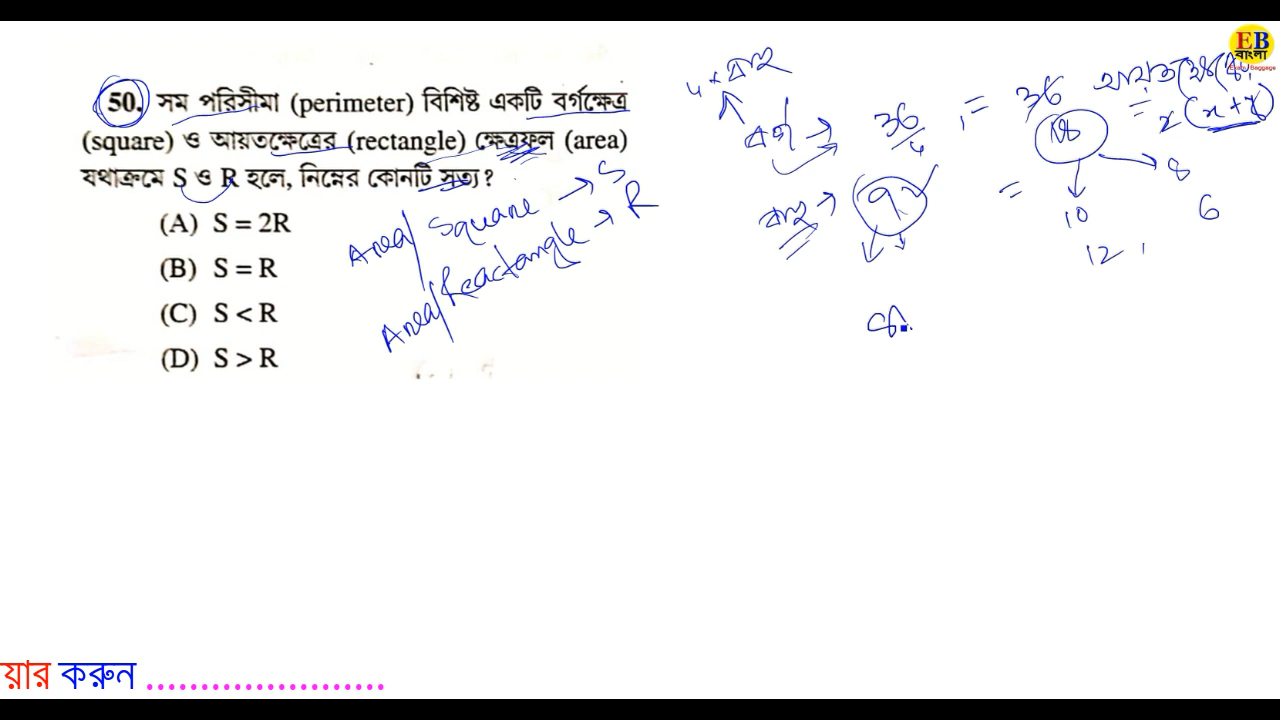 EB
বাংলা
50. সম পরিসীমা (perimeter) বিশিষ্ট একটি বর্গক্ষেত্র
(square) ও আয়তক্ষেত্রের (rectangle) ক্ষেত্রফল (area)
যথাক্রমে S ও R হলে, নিম্নের কোনটি সত্য?
(A) S = 2R
(B) S = R
(C) S < R
(D) S > R
Area/ Square → S
Area/ Reactangle → R
4 × বাহু
বর্গ → 36/4 , = 36
18 = 2 (x + y)
বাহু → 9 =
8
10 6
12 ,
য়ার করুন ......................